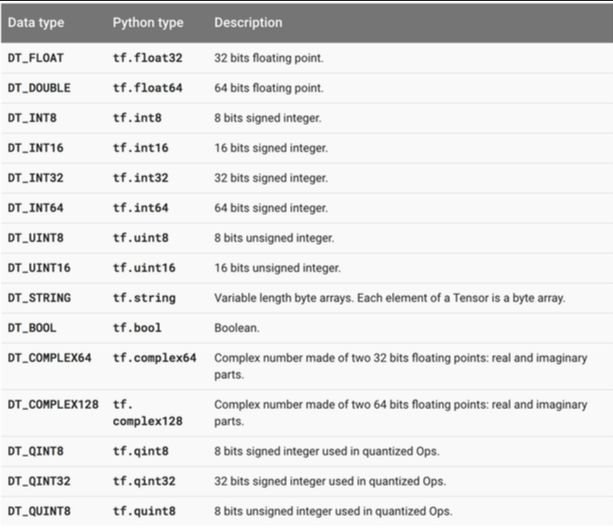 Data type Python type Description
DT_FLOAT tf.float32 32 bits floating point.
DT_DOUBLE tf.float64 64 bits floating point.
DT_INT8 tf.int8 8 bits signed integer.
DT_INT16 tf.int16 16 bits signed integer.
DT_INT32 tf.int32 32 bits signed integer.
DT_INT64 tf.int64 64 bits signed integer.
DT_UINT8 tf.uint8 8 bits unsigned integer.
DT_UINT16 tf.uint16 16 bits unsigned integer.
DT_STRING tf.string Variable length byte arrays. Each element of a Tensor is a byte array.
DT_BOOL tf.bool Boolean.
DT_COMPLEX64 tf.complex64 Complex number made of two 32 bits floating points: real and imaginary
parts.
DT_COMPLEX128 tf. Complex number made of two 64 bits floating points: real and imaginary
complex128 parts.
DT_QINT8 tf.qint8 8 bits signed integer used in quantized Ops.
DT_QINT32 tf.qint32 32 bits signed integer used in quantized Ops.
DT_QUINT8 tf.quint8 8 bits unsigned integer used in quantized Ops.